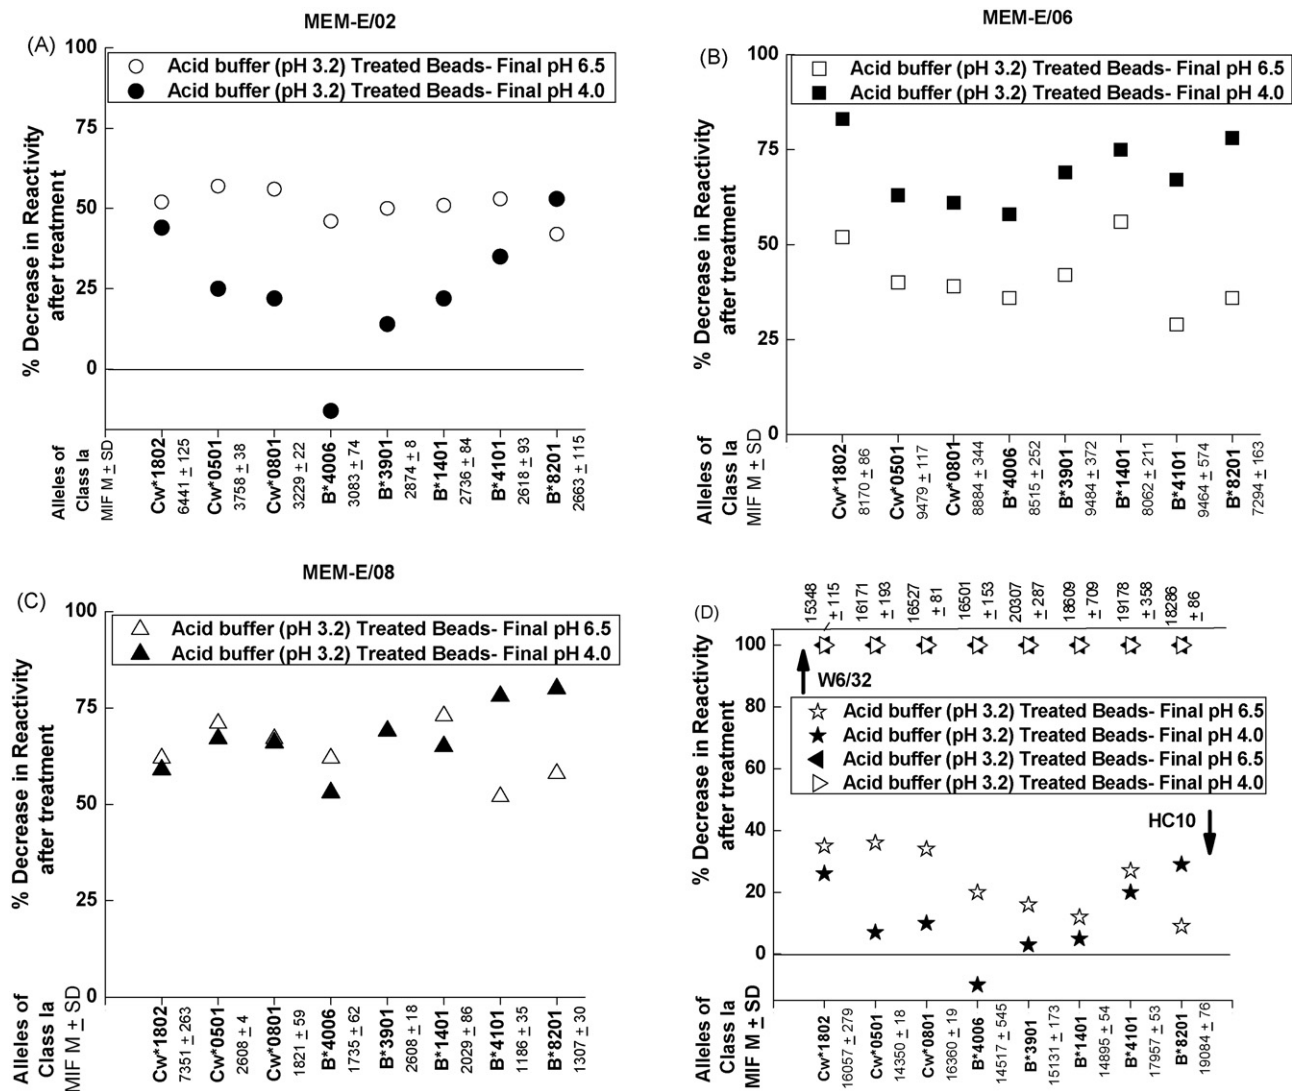 MEM-E/02
(A)
100
75
50
25
0
% Decrease in Reactivity
after treatment
Acid buffer (pH 3.2) Treated Beads- Final pH 6.5
Acid buffer (pH 3.2) Treated Beads- Final pH 4.0
Alleles of
Class Ia
MIF M ± SD
Cw*1802
6441 ± 125
Cw*0501
3758 ± 38
Cw*0801
3229 ± 22
B*4006
3083 ± 74
B*3901
2874 ± 8
B*1401
2736 ± 84
B*4101
2618 ± 93
B*8201
2663 ± 115
MEM-E/06
(B)
100
75
50
25
0
% Decrease in Reactivity
after treatment
Acid buffer (pH 3.2) Treated Beads- Final pH 6.5
Acid buffer (pH 3.2) Treated Beads- Final pH 4.0
Alleles of
Class Ia
MIF M ± SD
Cw*1802
8170 ± 86
Cw*0501
9479 ± 117
Cw*0801
8884 ± 344
B*4006
8515 ± 252
B*3901
9484 ± 372
B*1401
8062 ± 211
B*4101
9464 ± 574
B*8201
7294 ± 163
MEM-E/08
(C)
100
75
50
25
0
% Decrease in Reactivity
after treatment
Acid buffer (pH 3.2) Treated Beads- Final pH 6.5
Acid buffer (pH 3.2) Treated Beads- Final pH 4.0
Alleles of
Class Ia
MIF M ± SD
Cw*1802
7351 ± 263
Cw*0501
2608 ± 4
Cw*0801
1821 ± 59
B*4006
1735 ± 62
B*3901
2608 ± 18
B*1401
2029 ± 86
B*4101
1186 ± 35
B*8201
1307 ± 30
(D)
15348
± 115
16171
± 193
16527
± 81
16501
± 153
20307
± 287
18609
± 709
19178
± 358
18286
± 86
100
80
60
40
20
0
% Decrease in Reactivity
after treatment
W6/32
Acid buffer (pH 3.2) Treated Beads- Final pH 6.5
Acid buffer (pH 3.2) Treated Beads- Final pH 4.0
Acid buffer (pH 3.2) Treated Beads- Final pH 6.5
Acid buffer (pH 3.2) Treated Beads- Final pH 4.0
HC10
Alleles of
Class Ia
MIF M ± SD
Cw*1802
16057 ± 279
Cw*0501
14350 ± 18
Cw*0801
16360 ± 19
B*4006
14517 ± 545
B*3901
15131 ± 173
B*1401
14895 ± 54
B*4101
17957 ± 53
B*8201
19084 ± 76